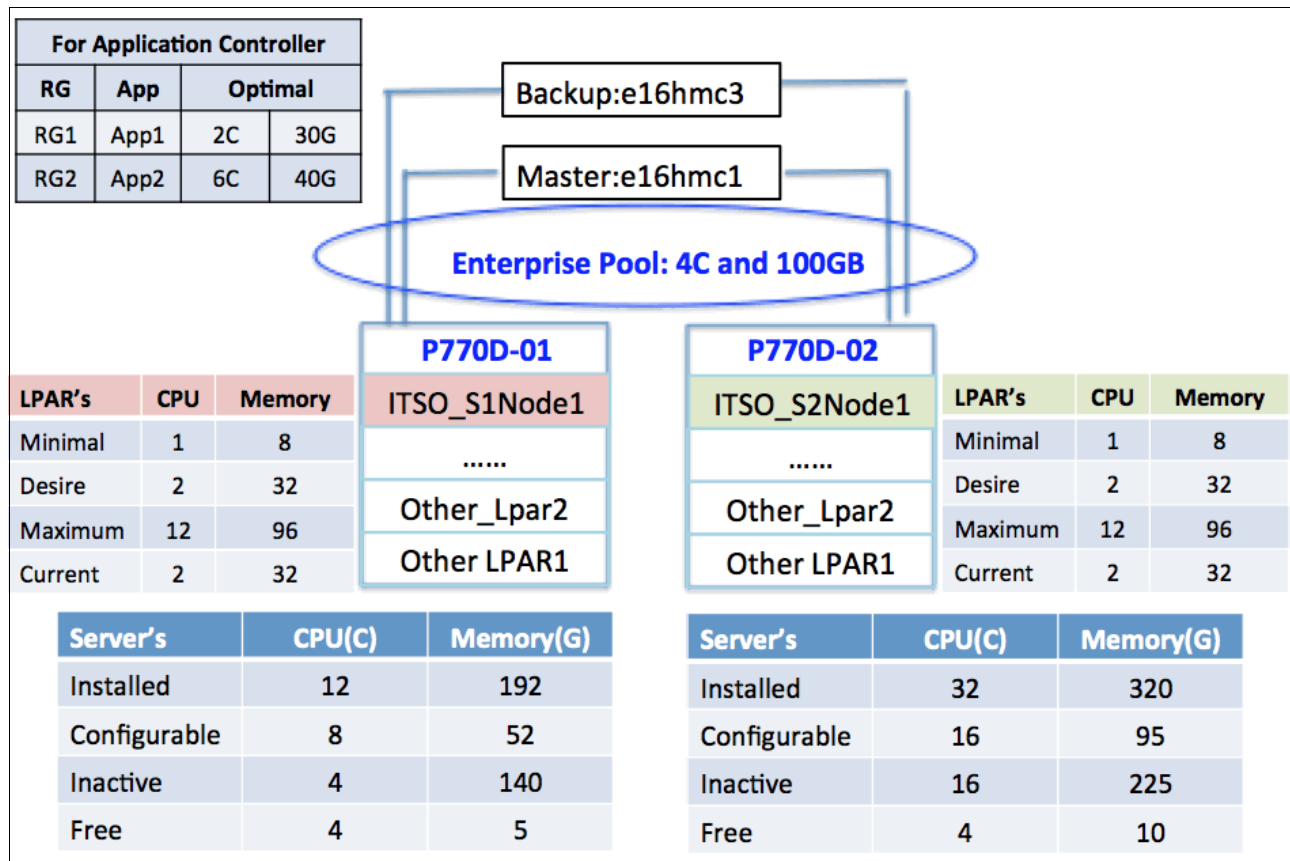 For Application Controller
RG App Optimal
RG1 App1 2C 30G
RG2 App2 6C 40G
Backup:e16hmc3
Master:e16hmc1
Enterprise Pool: 4C and 100GB
P770D-01
ITSO_S1Node1
......
Other_Lpar2
Other LPAR1
P770D-02
ITSO_S2Node1
......
Other_Lpar2
Other LPAR1
LPAR's CPU Memory
Minimal 1 8
Desire 2 32
Maximum 12 96
Current 2 32
LPAR's CPU Memory
Minimal 1 8
Desire 2 32
Maximum 12 96
Current 2 32
Server's CPU(C) Memory(G)
Installed 12 192
Configurable 8 52
Inactive 4 140
Free 4 5
Server's CPU(C) Memory(G)
Installed 32 320
Configurable 16 95
Inactive 16 225
Free 4 10